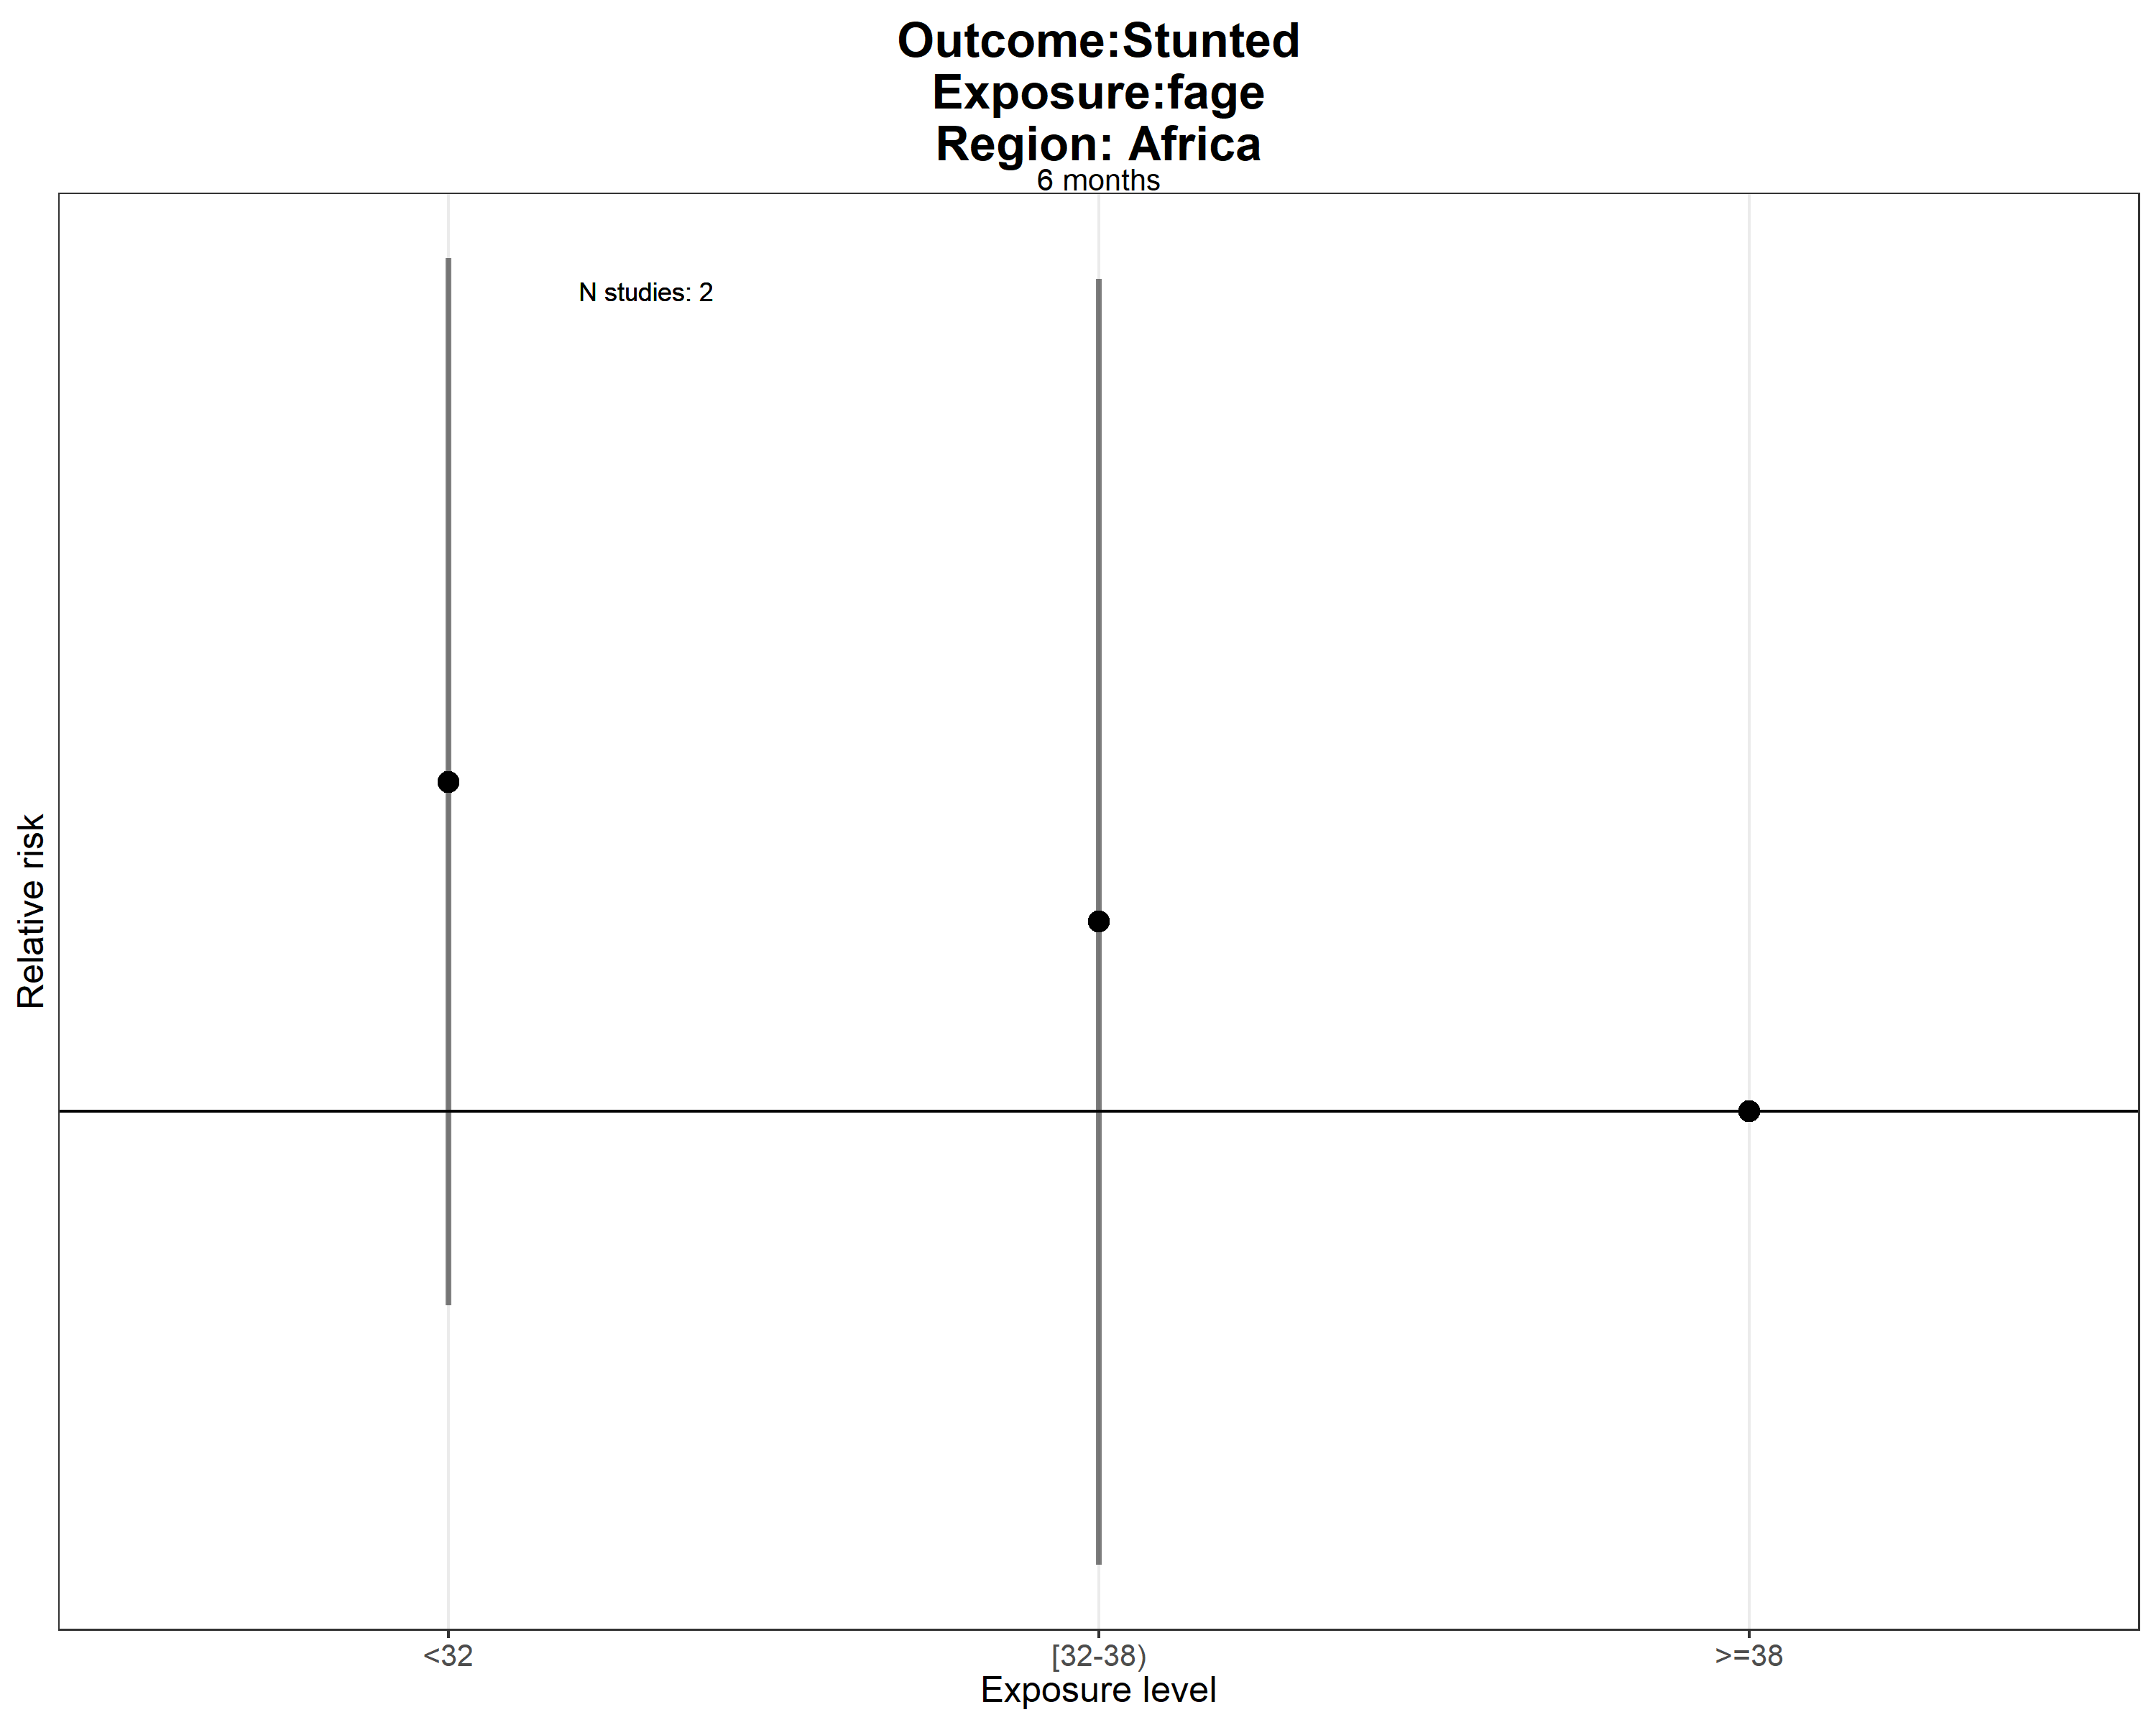 Outcome:Stunted
Exposure:fage
Region: Africa
6 months
N studies: 2
Relative risk
<32
[32-38)
>=38
Exposure level